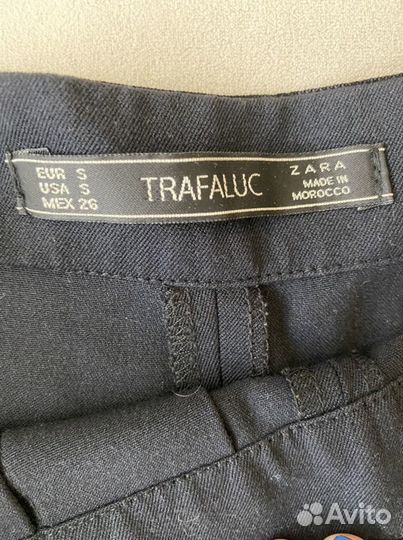 EUR S
USA S
MEX 26
TRAFALUC
ZARA
MADE IN
MOROCCO
Avito